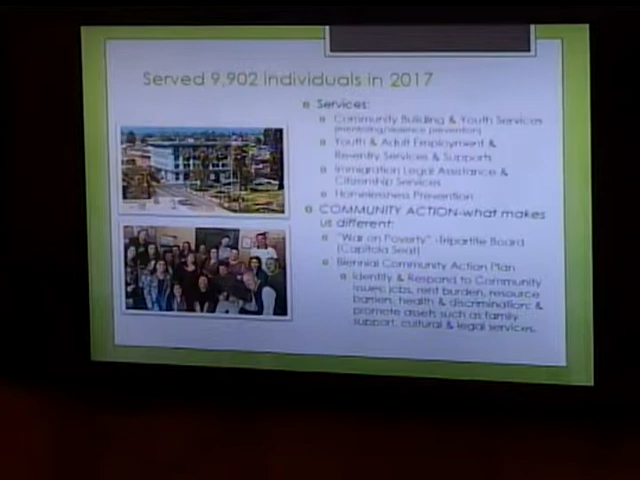 Served 9,902 individuals in 2017
Services:
Community Building & Youth Services
(mentoring/violence prevention)
Youth & Adult Employment &
Reentry Services & Supports
Immigration Legal Assistance &
Citizenship Services
Homelessness Prevention
COMMUNITY ACTION-what makes
us different:
"War on Poverty" -Tripartite Board
(Capitola Seat)
Biennial Community Action Plan
Identify & Respond to Community
issues: jobs, rent burden, resource
barriers, health & discrimination; &
promote assets such as family
support, cultural & legal services.